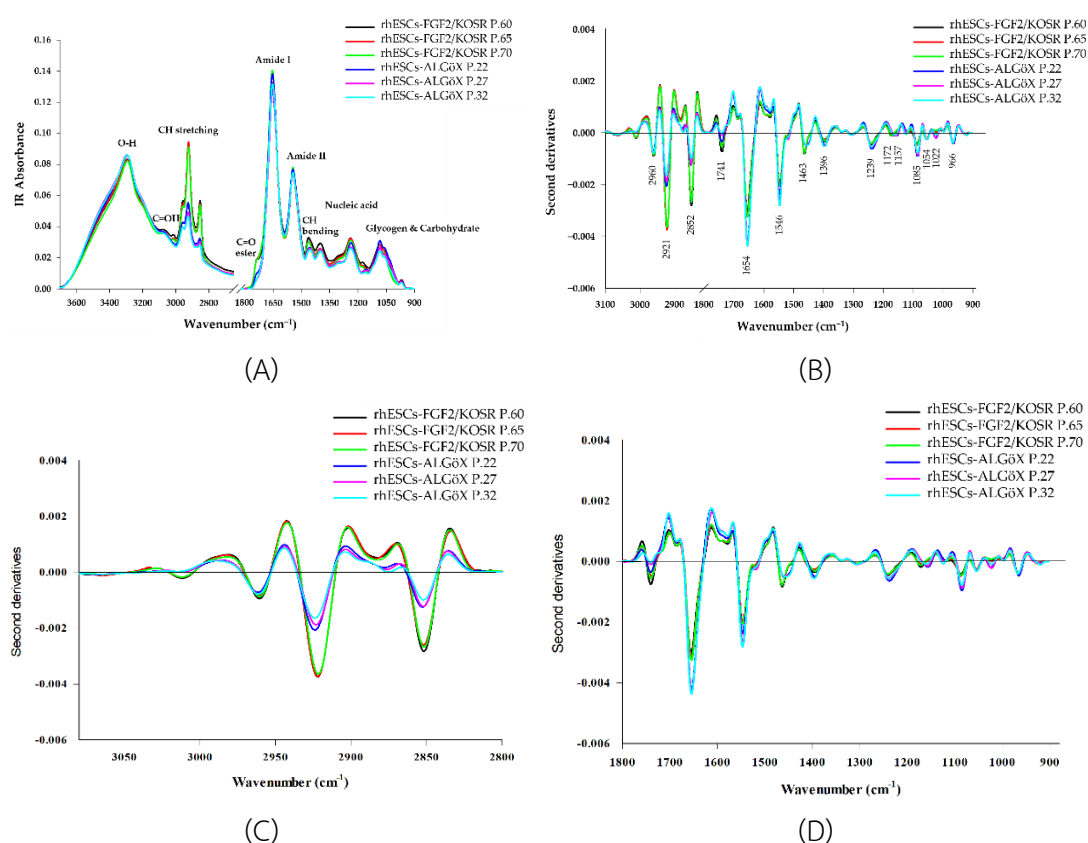 rhESCs-FGF2/KOSR P.60
rhESCs-FGF2/KOSR P.65
rhESCs-FGF2/KOSR P.70
rhESCs-ALGöX P.22
rhESCs-ALGöX P.27
rhESCs-ALGöX P.32
IR Absorbance
0.16
0.14
0.12
0.10
0.08
0.06
0.04
0.02
0.00
Amide I
CH stretching
O-H
Amide II
C=OH
Nucleic acid
CH
bending
Glycogen & Carbohydrate
C=O
ester
3600 3200 3000 2800 1800 1650 1500 1350 1200 1050 900
Wavenumber (cm⁻¹)
(A)
rhESCs-FGF2/KOSR P.60
rhESCs-FGF2/KOSR P.65
rhESCs-FGF2/KOSR P.70
rhESCs-ALGöX P.22
rhESCs-ALGöX P.27
rhESCs-ALGöX P.32
Second derivatives
0.004
0.002
0.000
-0.002
-0.004
-0.006
2960
2921
2852
1741
1654
1546
1463
1396
1239
1172
1157
1085
1054
1022
966
3100 3000 2900 1800 1700 1600 1500 1400 1300 1200 1100 1000 900
Wavenumber (cm⁻¹)
(B)
rhESCs-FGF2/KOSR P.60
rhESCs-FGF2/KOSR P.65
rhESCs-FGF2/KOSR P.70
rhESCs-ALGöX P.22
rhESCs-ALGöX P.27
rhESCs-ALGöX P.32
Second derivatives
0.004
0.002
0.000
-0.002
-0.004
-0.006
3050 3000 2950 2900 2850 2800
Wavenumber (cm⁻¹)
(C)
rhESCs-FGF2/KOSR P.60
rhESCs-FGF2/KOSR P.65
rhESCs-FGF2/KOSR P.70
rhESCs-ALGöX P.22
rhESCs-ALGöX P.27
rhESCs-ALGöX P.32
Second derivatives
0.004
0.002
0.000
-0.002
-0.004
-0.006
1800 1700 1600 1500 1400 1300 1200 1100 1000 900
Wavenumber (cm⁻¹)
(D)